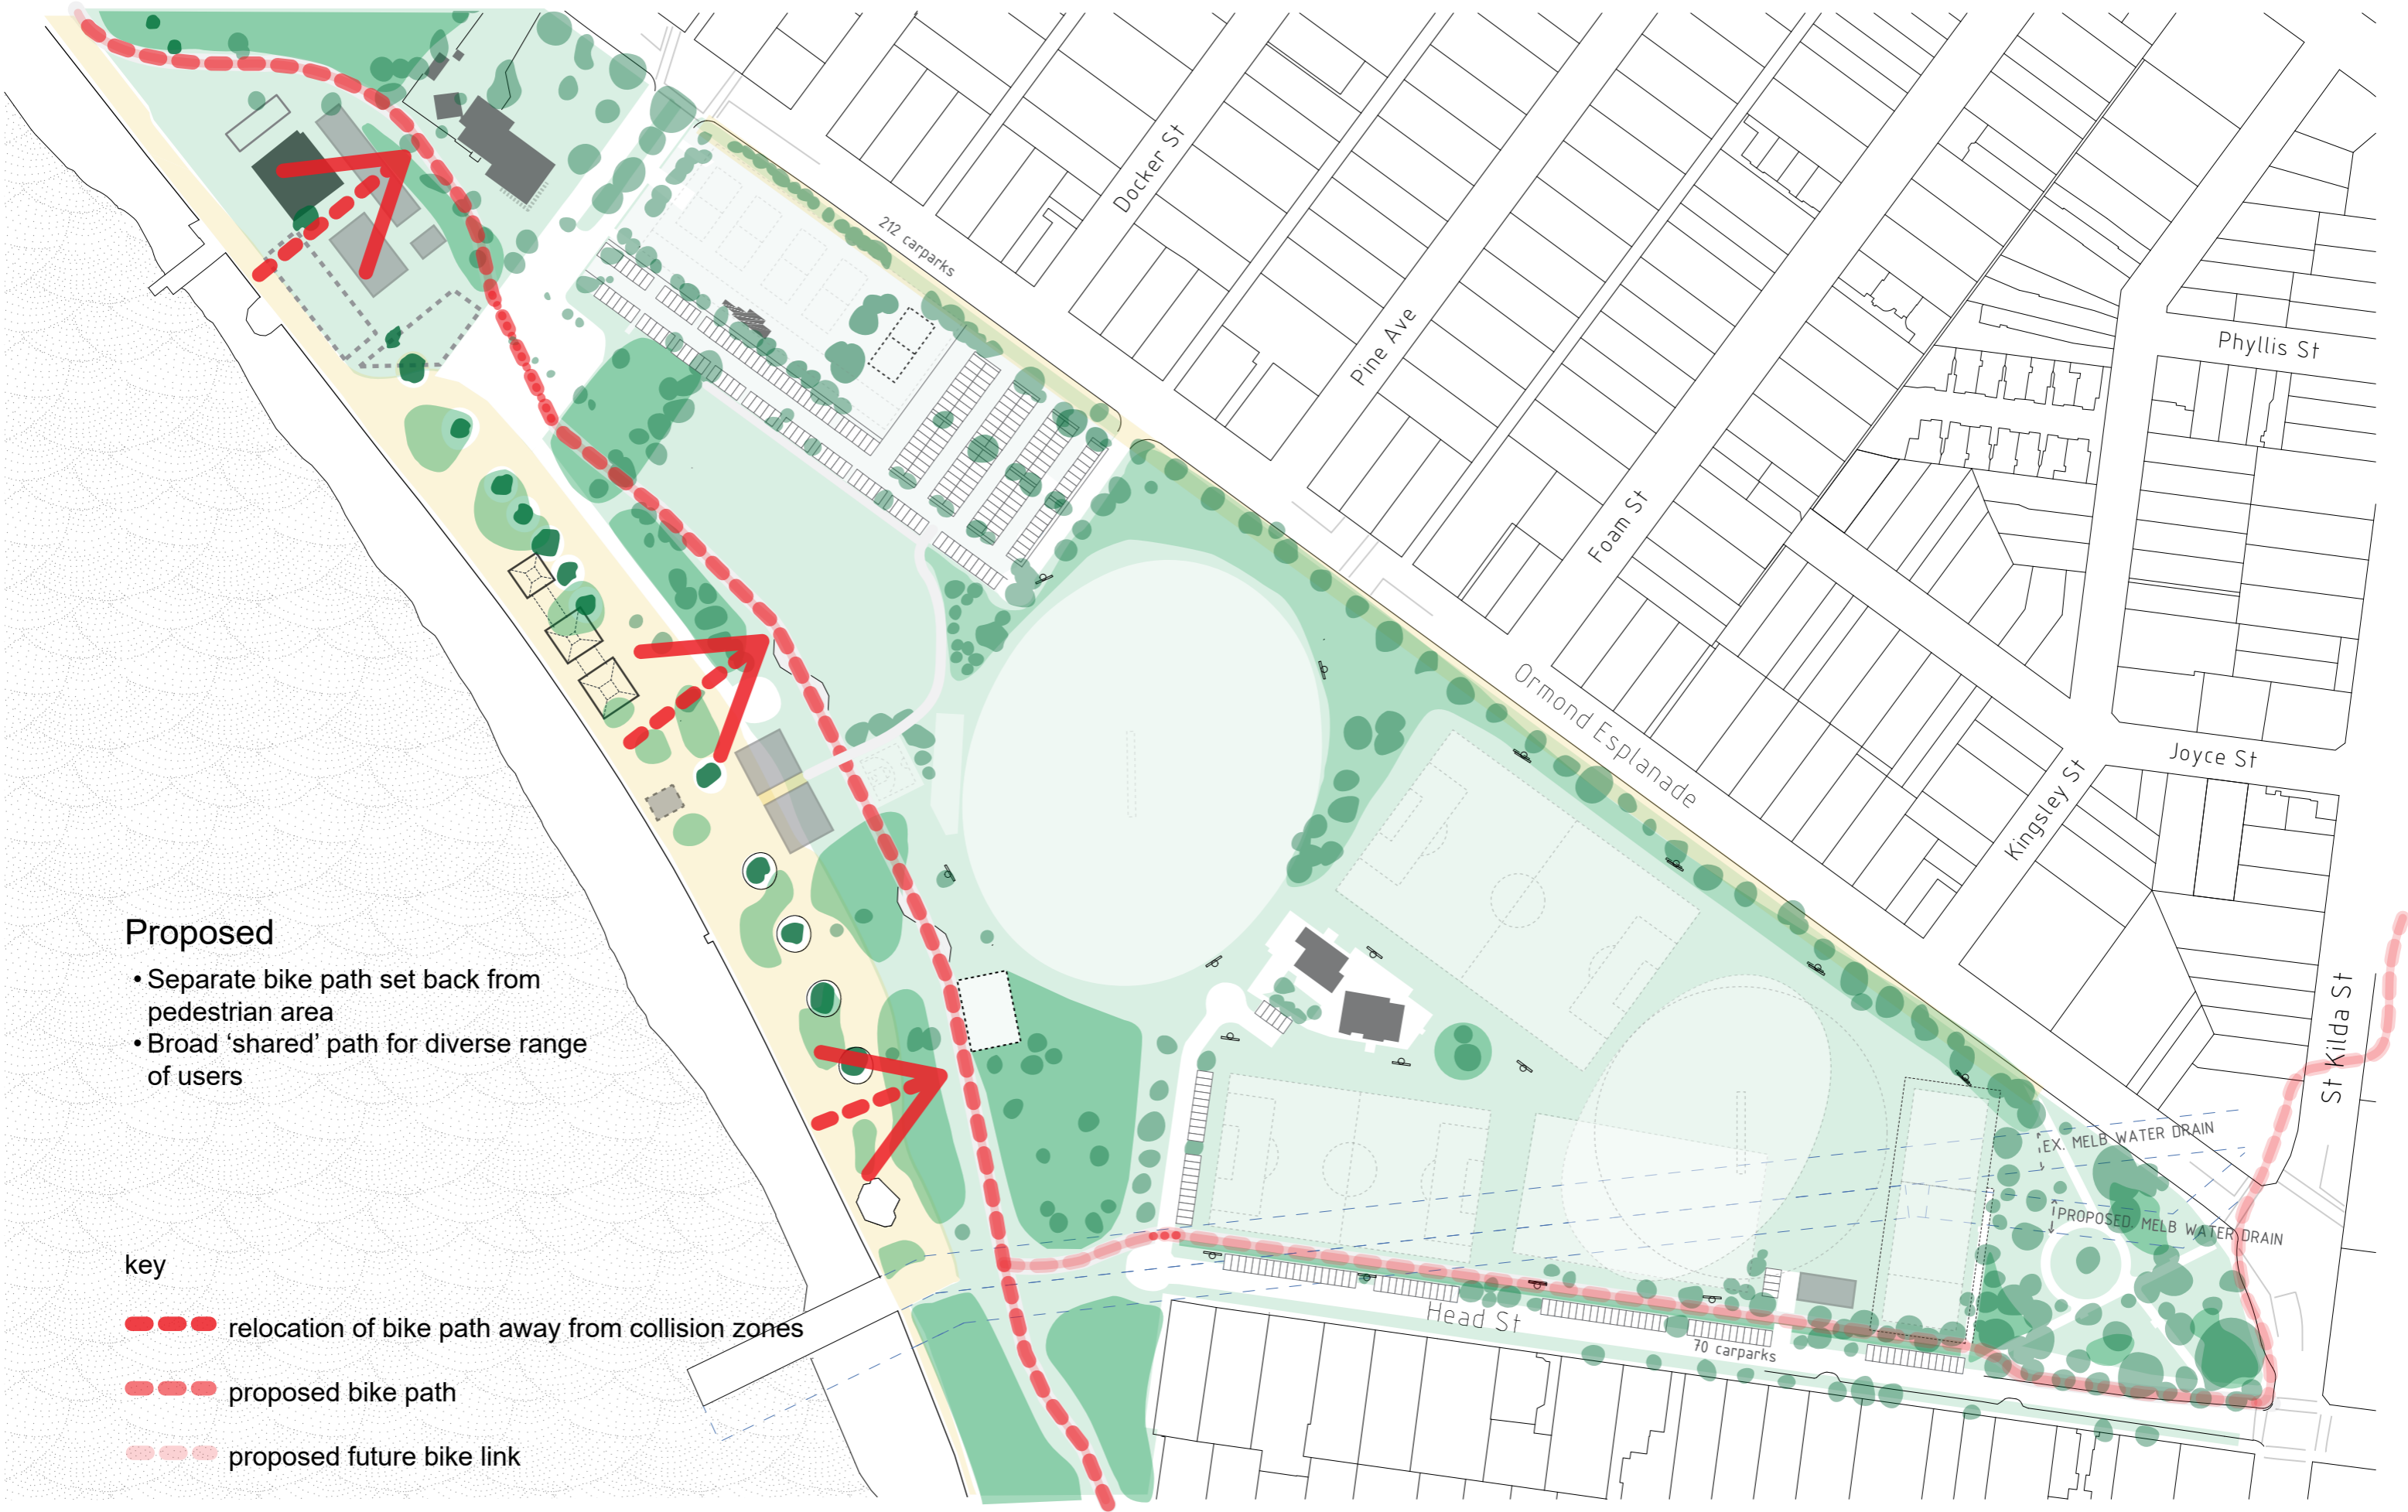 Docker St
212 carparks
Pine Ave
Foam St
Phyllis St
Ormond Esplanade
Joyce St
Kingsley St
St Kilda St
EX. MELB WATER DRAIN
PROPOSED. MELB WATER DRAIN
Head St
70 carparks
Proposed
• Separate bike path set back from
pedestrian area
• Broad ‘shared’ path for diverse range
of users
key
relocation of bike path away from collision zones
proposed bike path
proposed future bike link